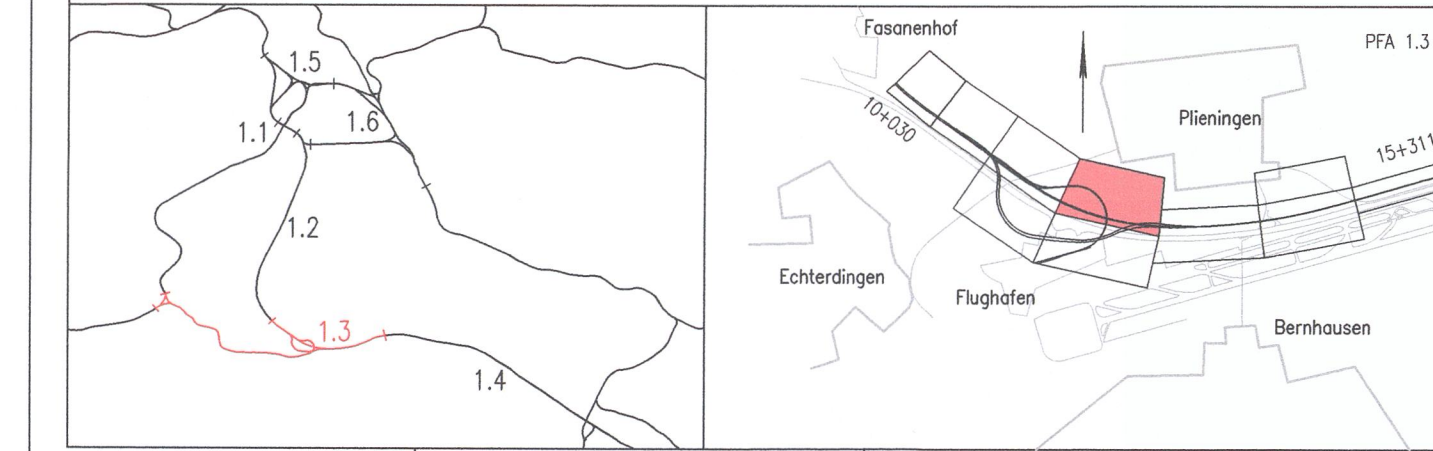 1.5
1.1
1.6
1.2
1.3
1.4
Fasanenhof
PFA 1.3
10+030
Plieningen
15+311
Echterdingen
Flughafen
Bernhausen